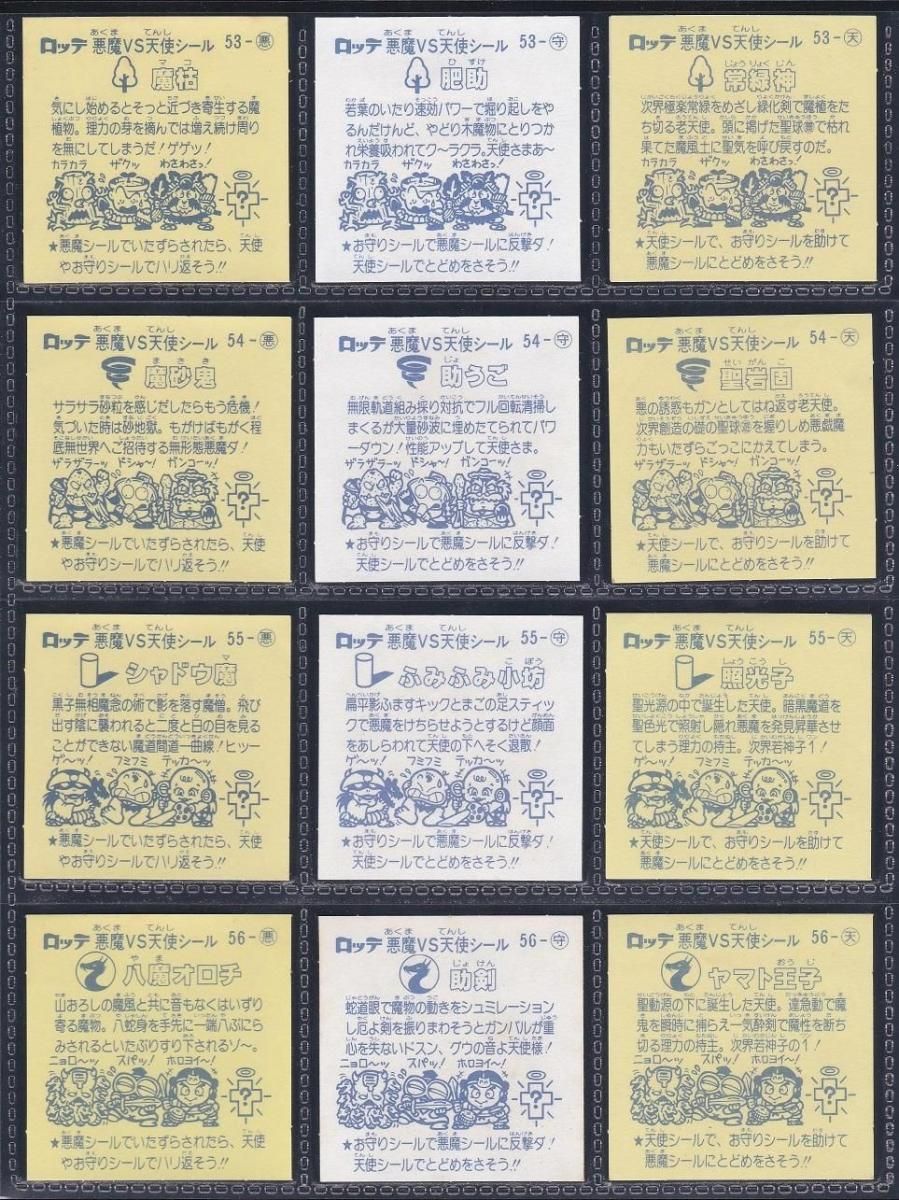 ロッテ 悪魔VS天使シール 53-悪
魔枯
気にし始めるとそっと近づき寄生する魔
植物。理力の芽を摘んでは増え続け周り
を無にしてしまうだ!ゲゲッ!
カラカラ ザクッ わさわさっ!
?
★悪魔シールでいたずらされたら、天使
やお守りシールでハリ返そう!!
ロッテ 悪魔VS天使シール 53-守
肥助
若葉のいたり速効パワーで掘り起しをや
るんだけんど、やどり木魔物にとりつか
れ栄養吸われてク〜ラクラ。天使さまあ〜
カラカラ ザクッ わさわさっ!
?
★お守りシールで悪魔シールに反撃ダ!
天使シールでとどめをさそう!!
ロッテ 悪魔VS天使シール 53-天
常緑神
次界極楽常緑をめざし緑化剣で魔植をた
ち切る老天使。頭に掲げた聖球で枯れ
果てた魔風土に聖気を呼び戻すのだ。
カラカラ ザクッ わさわさっ!
?
★天使シールで、お守りシールを助けて
悪魔シールにとどめをさそう!!
ロッテ 悪魔VS天使シール 54-悪
魔砂鬼
サラサラ砂粒を感じだしたらもう危機!
気づいた時は砂地獄。もがけばもがく程
底無世界へご招待する無形態悪魔ダ!
ザラザラーッ ドシャ〜! ガンコーッ!
?
★悪魔シールでいたずらされたら、天使
やお守りシールでハリ返そう!!
ロッテ 悪魔VS天使シール 54-守
助うご
無限軌道組み採り対抗でフル回転清掃し
まくるが大量砂波に埋めたてられてパワ
ーダウン!性能アップして天使さま。
ザラザラーッ ドシャ〜! ガンコーッ!
?
★お守りシールで悪魔シールに反撃ダ!
天使シールでとどめをさそう!!
ロッテ 悪魔VS天使シール 54-天
聖岩固
悪の誘惑もガンとしてはね返す老天使。
次界創造の礎の聖球を握りしめ悪戯魔
力もいたずらごっこにかえてしまう。
ザラザラーッ ドシャ〜! ガンコーッ!
?
★天使シールで、お守りシールを助けて
悪魔シールにとどめをさそう!!
ロッテ 悪魔VS天使シール 55-悪
シャドウ魔
黒子無相魔念の術で影を落す魔僧。飛び
出す陰に襲われると二度と日の目を見る
ことができない魔道問道一曲線!ヒッー
ゲ〜ッ! フミフミ テッカ〜ッ
?
★悪魔シールでいたずらされたら、天使
やお守りシールでハリ返そう!!
ロッテ 悪魔VS天使シール 55-守
ふみふみ小坊
扁平影ふますキックとまごの足スティッ
クで悪魔をけちらせようとするけど顔面
をあしらわれて天使の下へそく退散!
ゲ〜ッ! フミフミ テッカ〜ッ
?
★お守りシールで悪魔シールに反撃ダ!
天使シールでとどめをさそう!!
ロッテ 悪魔VS天使シール 55-天
照光子
聖光源の中で誕生した天使。暗黒魔道を
聖色光で照射し隠れ悪魔を発見昇華させ
てしまう理力の持主。次界若神子1!
ゲ〜ッ! フミフミ テッカ〜ッ
?
★天使シールで、お守りシールを助けて
悪魔シールにとどめをさそう!!
ロッテ 悪魔VS天使シール 56-悪
八魔オロチ
山おろしの魔風と共に音もなくはいずり
寄る魔物。八蛇身を手先に一端八ぶにら
みされるといたぶりすり下されるゾ〜。
ニョロ〜ッ スパッ! ホロヨイ〜!
?
★悪魔シールでいたずらされたら、天使
やお守りシールでハリ返そう!!
ロッテ 悪魔VS天使シール 56-守
助剣
蛇道眼で魔物の動きをシュミレーション
し厄よ剣を振りまわそうとガンバルが重
心を失ないドスン、グウの音よ天使様!
ニョロ〜ッ スパッ! ホロヨイ〜!
?
★お守りシールで悪魔シールに反撃ダ!
天使シールでとどめをさそう!!
ロッテ 悪魔VS天使シール 56-天
ヤマト王子
聖動源の下に誕生した天使。達急動で魔
鬼を瞬時に捕らえ一気酔剣で魔性を断ち
切る理力の持主。次界若神子の1!
ニョロ〜ッ スパッ! ホロヨイ〜!
?
★天使シールで、お守りシールを助けて
悪魔シールにとどめをさそう!!